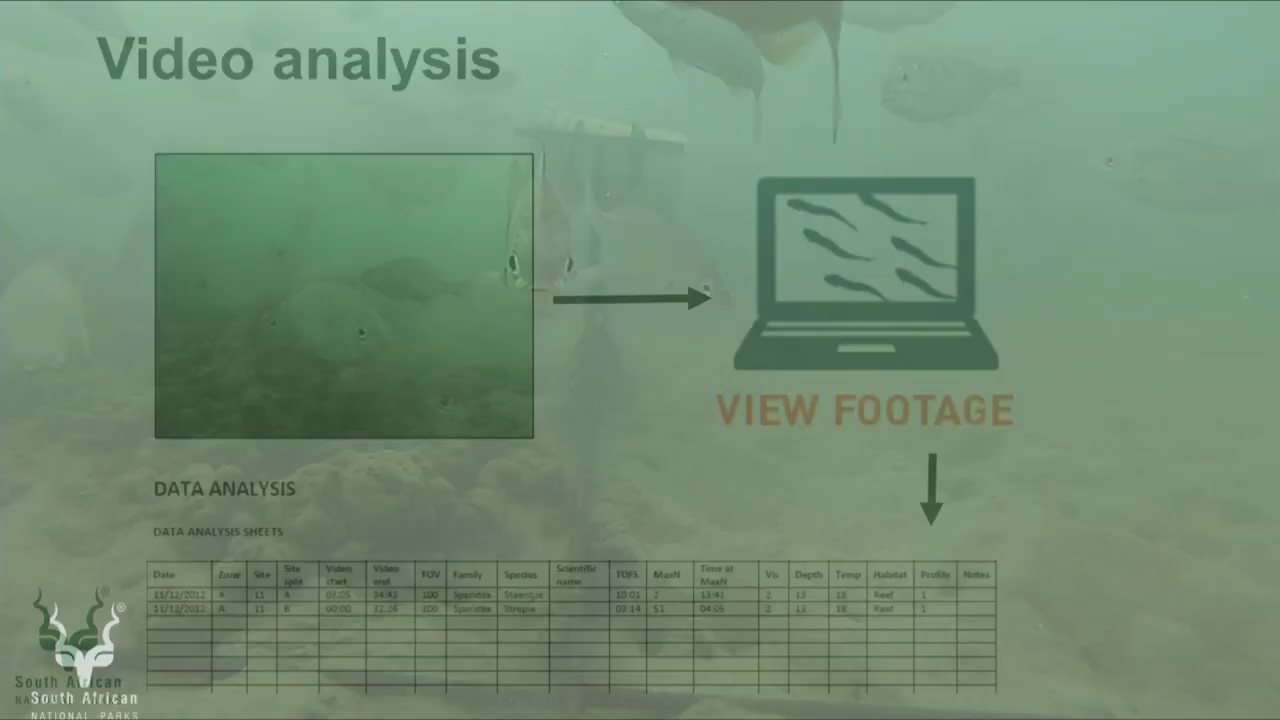 Video analysis
VIEW FOOTAGE
DATA ANALYSIS
DATA ANALYSIS SHEETS
Date Zone Site Site split Video start Video end FOV Family Species Scientific name TOFS MaxN Time at MaxN Vis Depth Temp Habitat Profile Notes
11/12/2012 A 11 A 03:05 34:42 100 Sparidae Steentjie 10:01 2 13:41 2 13 18 Reef 1
11/12/2012 A 11 B 00:00 32:26 100 Sparidae Strepie 03:14 51 04:05 2 13 18 Reef 1
South African
South African
NATIONAL PARKS